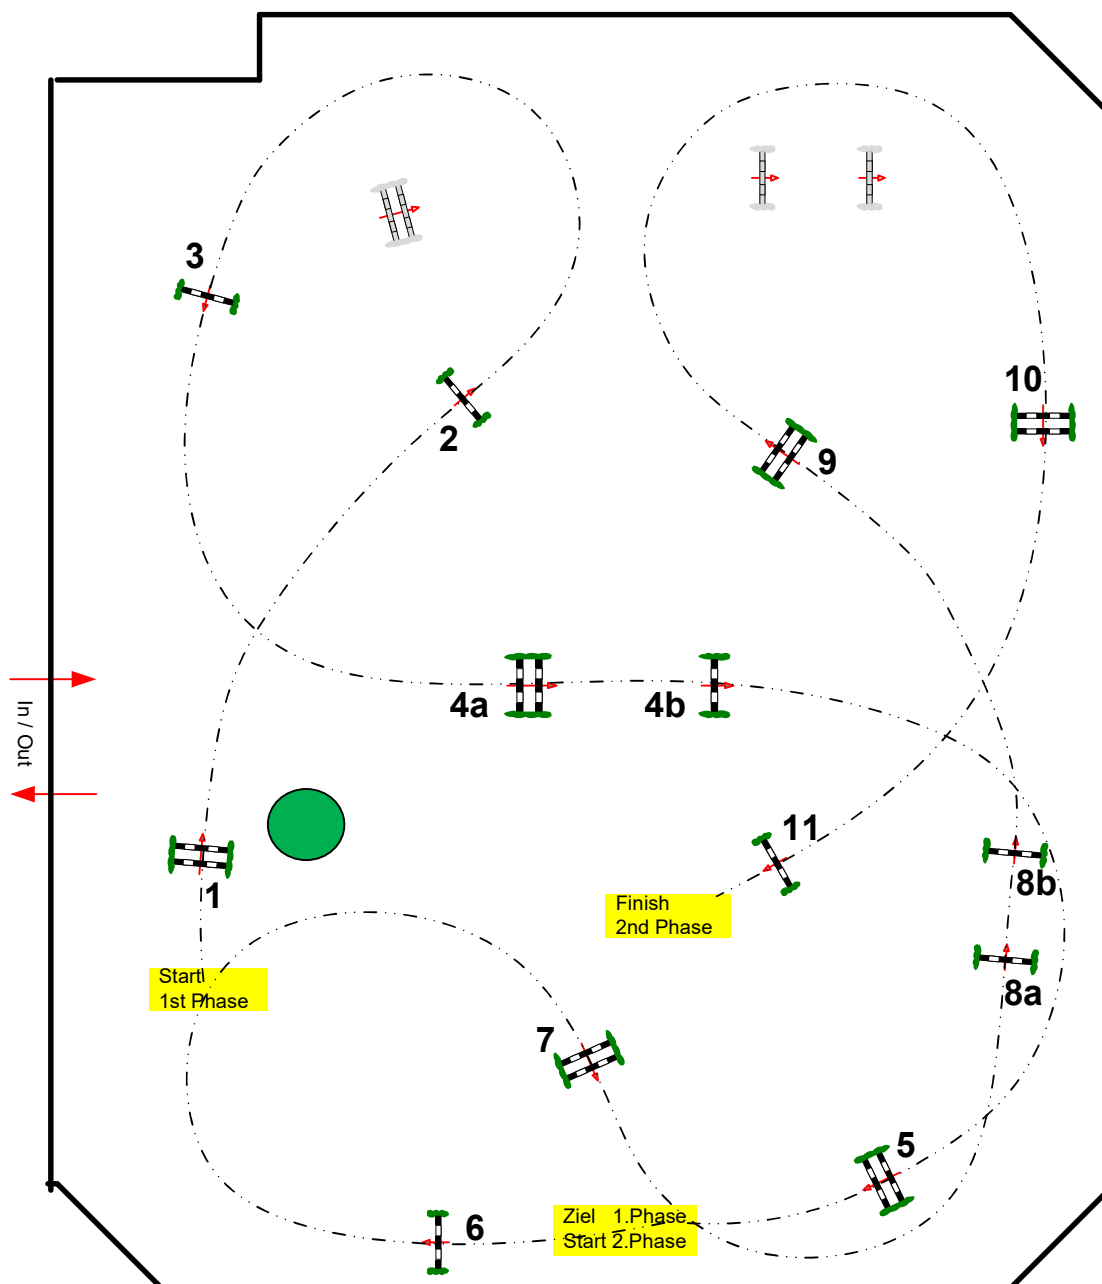 3
10
2
9
4a
4b
In / Out
11
1
8b
Finish
2nd Phase
Start
1st Phase
8a
7
5
6
Ziel 1.Phase
Start 2.Phase